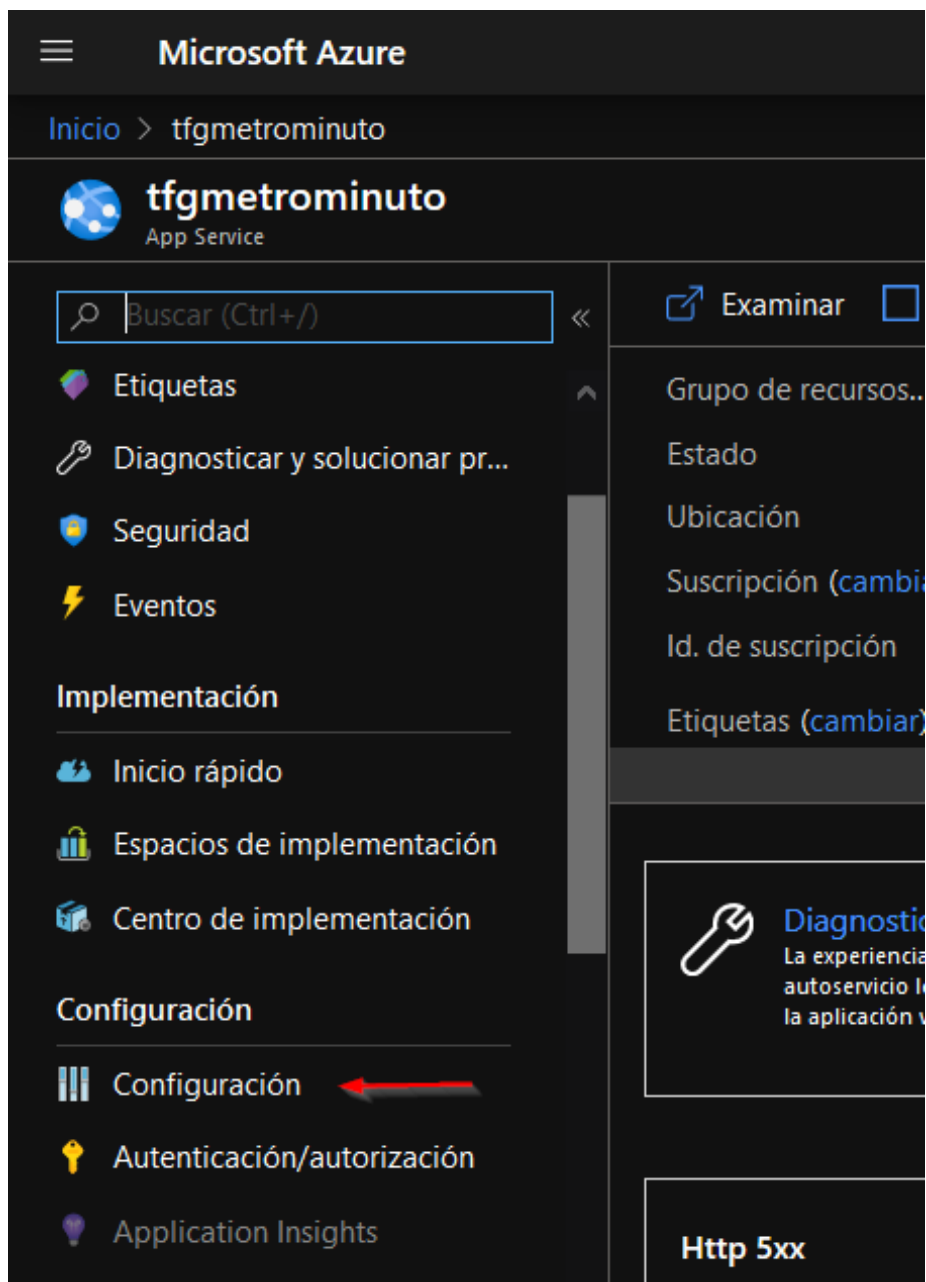 Microsoft Azure
Inicio > tfgmetrominuto
tfgmetrominuto
App Service
Buscar (Ctrl+/)
«
Etiquetas
Diagnosticar y solucionar pr...
Seguridad
Eventos
Implementación
Inicio rápido
Espacios de implementación
Centro de implementación
Configuración
Configuración
Autenticación/autorización
Application Insights
Examinar
Grupo de recursos...
Estado
Ubicación
Suscripción (
Id. de suscripción
Etiquetas (cambiar)
La experiencia
autoservicio
la aplicación
Http 5xx